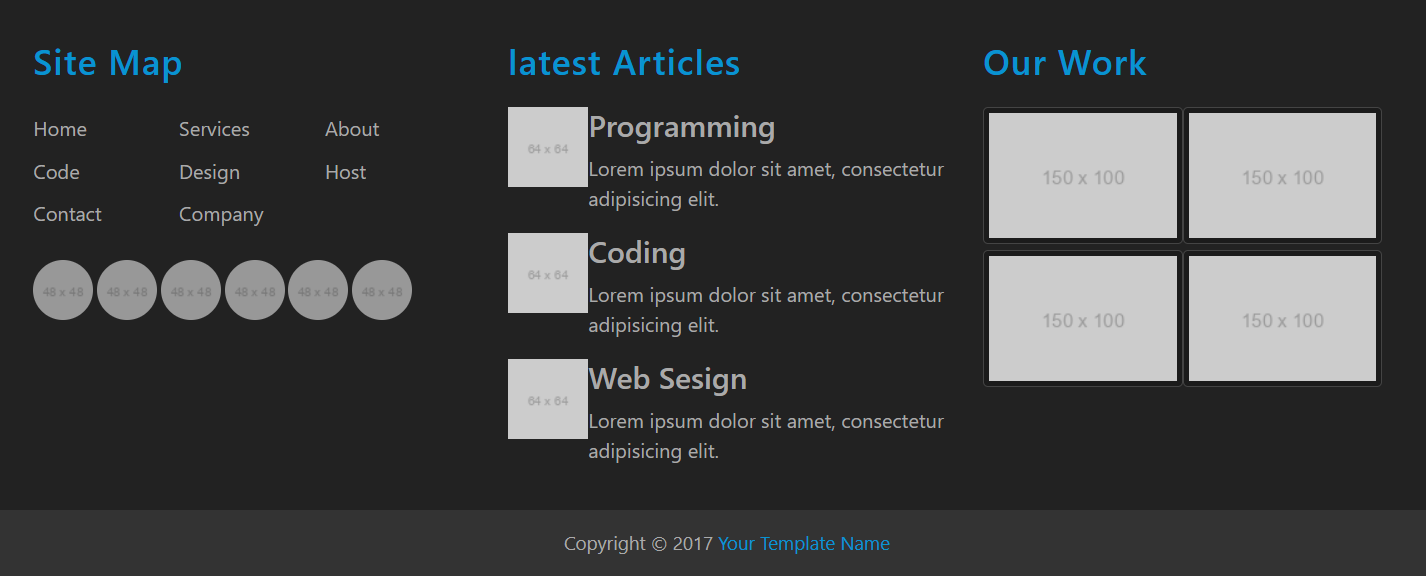 Site Map
Home Services About
Code Design Host
Contact Company
48 x 48 48 x 48 48 x 48 48 x 48 48 x 48 48 x 48
latest Articles
64 x 64
Programming
Lorem ipsum dolor sit amet, consectetur
adipisicing elit.
64 x 64
Coding
Lorem ipsum dolor sit amet, consectetur
adipisicing elit.
64 x 64
Web Sesign
Lorem ipsum dolor sit amet, consectetur
adipisicing elit.
Our Work
150 x 100 150 x 100
150 x 100 150 x 100
Copyright © 2017 Your Template Name